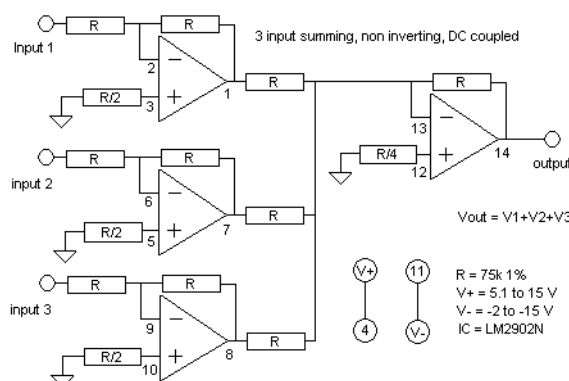 R
R
Input 1
3 input summing, non inverting, DC coupled
2
−
R/2
3
+
1
R
R
13
−
R/4
12
+
14
output
R
R
input 2
6
−
R/2
5
+
7
R
Vout = V1+V2+V3
R
R
input 3
9
−
R/2
10
+
8
R
V+
11
4
V-
R = 75k 1%
V+ = 5.1 to 15 V
V- = -2 to -15 V
IC = LM2902N